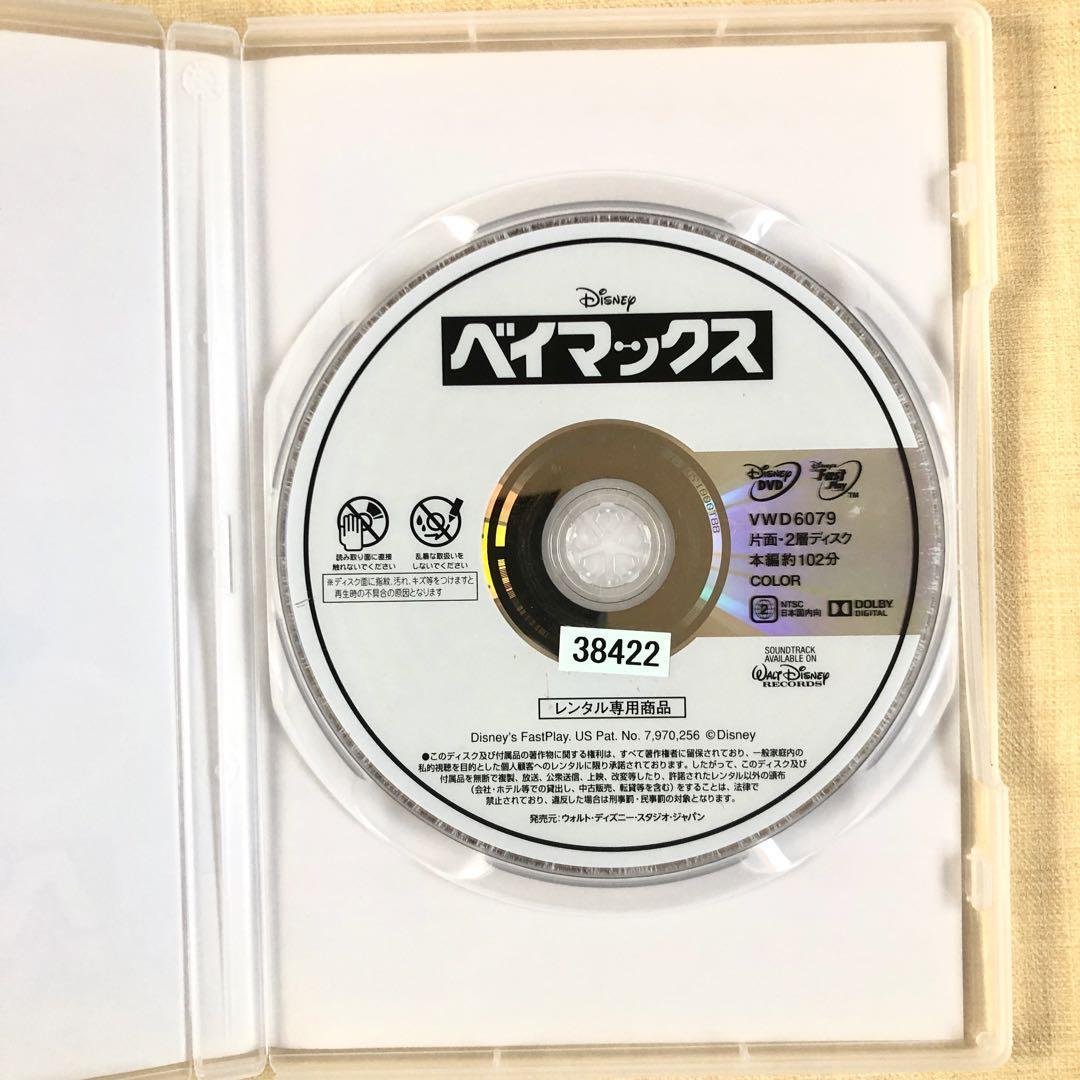 Disney
ベイマックス
Disney DVD
Disney's Fast Play TM
VWD6079
片面・2層ディスク
本編約102分
COLOR
2 NTSC 日本国内向
DOLBY DIGITAL
読み取り面に直接
触れないでください
乱暴な取扱いを
しないでください
※ディスク面に指紋、汚れ、キズ等をつけますと
再生時の不具合の原因となります
SOUNDTRACK
AVAILABLE ON
WALT DISNEY
RECORDS
38422
レンタル専用商品
Disney's FastPlay. US Pat. No. 7,970,256 ©Disney
●このディスク及び付属品の著作物に関する権利は、すべて著作権者に留保されており、一般家庭内の
私的視聴を目的とした個人顧客へのレンタルに限り承諾されております。したがって、このディスク及び
付属品を無断で複製、放送、公衆送信、上映、改変等したり、許諾されたレンタル以外の頒布
(会社・ホテル等での貸出し、中古販売、転貸等を含む)をすることは、法律で
禁止されており、違反した場合は刑事罰・民事罰の対象となります。
発売元：ウォルト・ディズニー・スタジオ・ジャパン